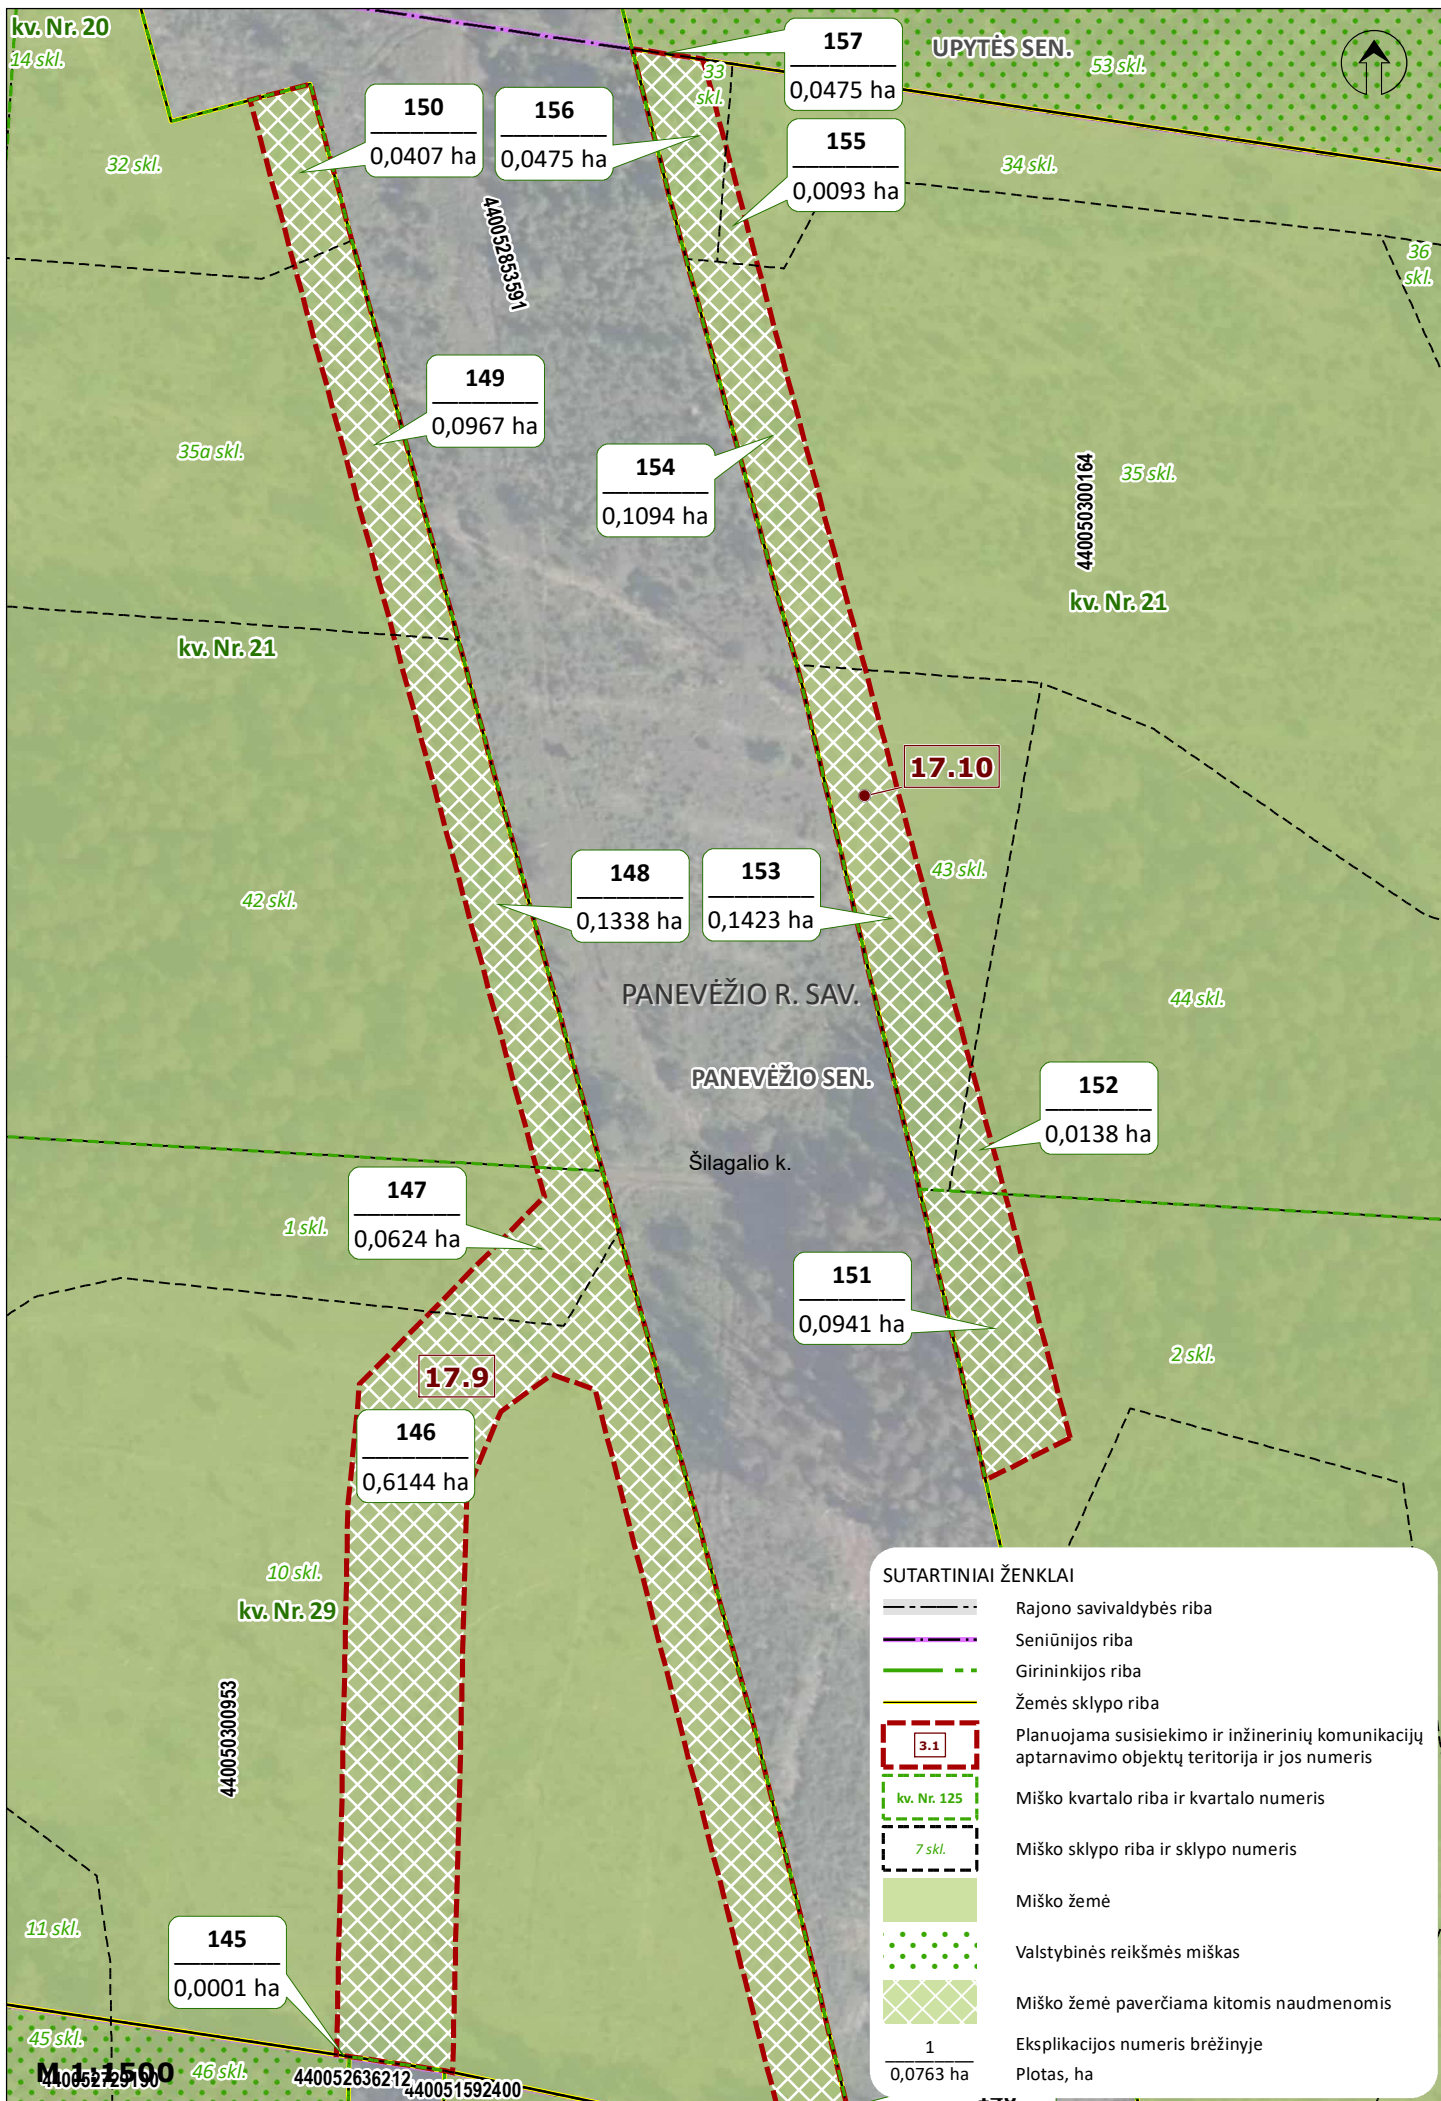 kv. Nr. 20
14 skl.
UPYTĖS SEN.
53 skl.
157
0,0475 ha
33
skl.
150
0,0407 ha
156
0,0475 ha
155
0,0093 ha
32 skl.
34 skl.
36
skl.
440052853591
149
0,0967 ha
35a skl.
154
0,1094 ha
440050300164
35 skl.
kv. Nr. 21
kv. Nr. 21
17.10
148
0,1338 ha
153
0,1423 ha
43 skl.
42 skl.
PANEVĖŽIO R. SAV.
44 skl.
PANEVĖŽIO SEN.
152
0,0138 ha
Šilagalio k.
147
0,0624 ha
1 skl.
151
0,0941 ha
2 skl.
17.9
146
0,6144 ha
10 skl.
kv. Nr. 29
440050300953
11 skl.
145
0,0001 ha
45 skl.
46 skl.
M 1:1500
440052636212
440051592400
SUTARTINIAI ŽENKLAI
Rajono savivaldybės riba
Seniūnijos riba
Girininkijos riba
Žemės sklypo riba
3.1
Planuojama susisiekimo ir inžinerinių komunikacijų
aptarnavimo objektų teritorija ir jos numeris
kv. Nr. 125
Miško kvartalo riba ir kvartalo numeris
7 skl.
Miško sklypo riba ir sklypo numeris
Miško žemė
Valstybinės reikšmės miškas
Miško žemė paverčiama kitomis naudmenomis
1
Eksplikacijos numeris brėžinyje
0,0763 ha
Plotas, ha